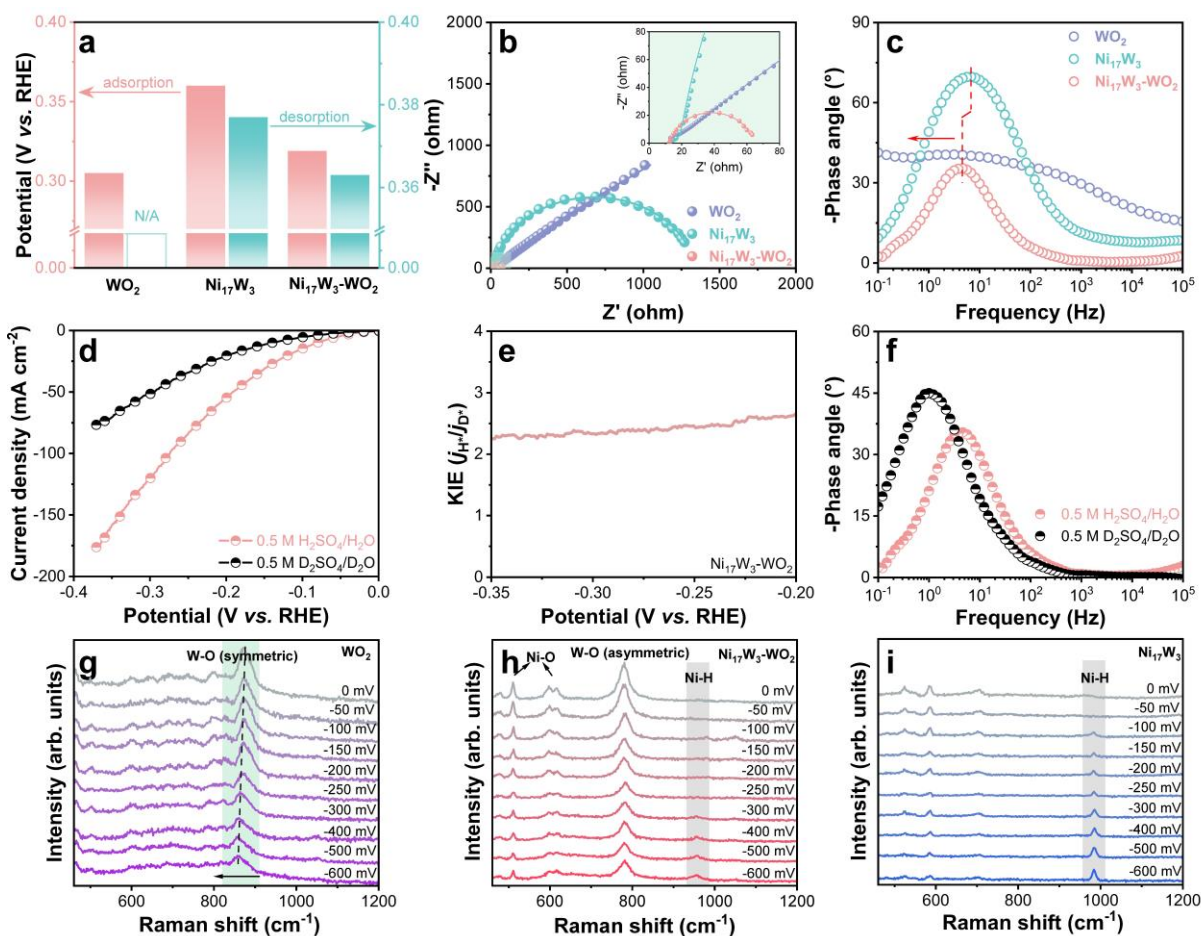 a
Potential (V vs. RHE)
0.40
0.35
0.30
0.00
adsorption
desorption
N/A
0.40
0.38
0.36
0.00
WO₂
Ni₁₇W₃
Ni₁₇W₃-WO₂
b
-Z'' (ohm)
2000
1500
1000
500
0
0
500
1000
1500
2000
Z' (ohm)
-Z'' (ohm)
80
60
40
20
0
0
20
40
60
80
Z' (ohm)
WO₂
Ni₁₇W₃
Ni₁₇W₃-WO₂
c
-Phase angle (°)
90
60
30
0
WO₂
Ni₁₇W₃
Ni₁₇W₃-WO₂
10⁻¹
10⁰
10¹
10²
10³
10⁴
10⁵
Frequency (Hz)
d
Current density (mA cm⁻²)
0
-50
-100
-150
-200
0.5 M H₂SO₄/H₂O
0.5 M D₂SO₄/D₂O
-0.4
-0.3
-0.2
-0.1
0.0
Potential (V vs. RHE)
e
KIE (jH*/jD*)
4
3
2
1
0
Ni₁₇W₃-WO₂
-0.35
-0.30
-0.25
-0.20
Potential (V vs. RHE)
f
-Phase angle (°)
60
45
30
15
0
0.5 M H₂SO₄/H₂O
0.5 M D₂SO₄/D₂O
10⁻¹
10⁰
10¹
10²
10³
10⁴
10⁵
Frequency (Hz)
g
W-O (symmetric)
WO₂
0 mV
-50 mV
-100 mV
-150 mV
-200 mV
-250 mV
-300 mV
-400 mV
-500 mV
-600 mV
Intensity (arb. units)
600
800
1000
1200
Raman shift (cm⁻¹)
h
Ni-O
W-O (asymmetric)
Ni₁₇W₃-WO₂
Ni-H
0 mV
-50 mV
-100 mV
-150 mV
-200 mV
-250 mV
-300 mV
-400 mV
-500 mV
-600 mV
Intensity (arb. units)
600
800
1000
1200
Raman shift (cm⁻¹)
i
Ni₁₇W₃
Ni-H
0 mV
-50 mV
-100 mV
-150 mV
-200 mV
-250 mV
-300 mV
-400 mV
-500 mV
-600 mV
Intensity (arb. units)
600
800
1000
1200
Raman shift (cm⁻¹)